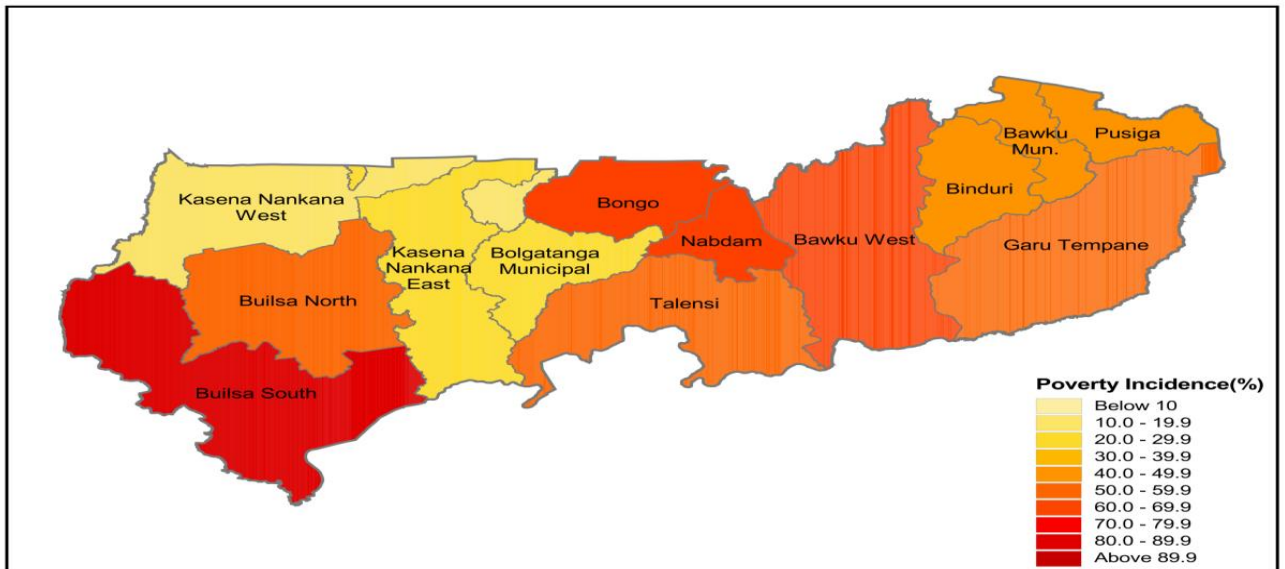 Kasena Nankana
West
Builsa North
Builsa South
Kasena
Nankana
East
Bolgatanga
Municipal
Bongo
Nabdam
Talensi
Bawku West
Binduri
Bawku
Mun.
Pusiga
Garu Tempane
Poverty Incidence(%)
Below 10
10.0 - 19.9
20.0 - 29.9
30.0 - 39.9
40.0 - 49.9
50.0 - 59.9
60.0 - 69.9
70.0 - 79.9
80.0 - 89.9
Above 89.9